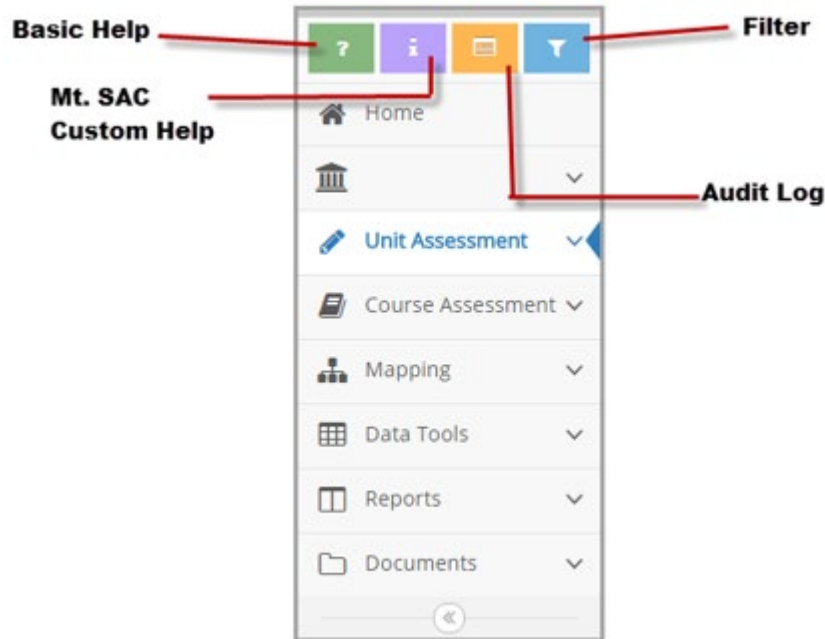 Basic Help
Filter
?
i
Mt. SAC
Custom Help
Home
Audit Log
Unit Assessment
Course Assessment
Mapping
Data Tools
Reports
Documents